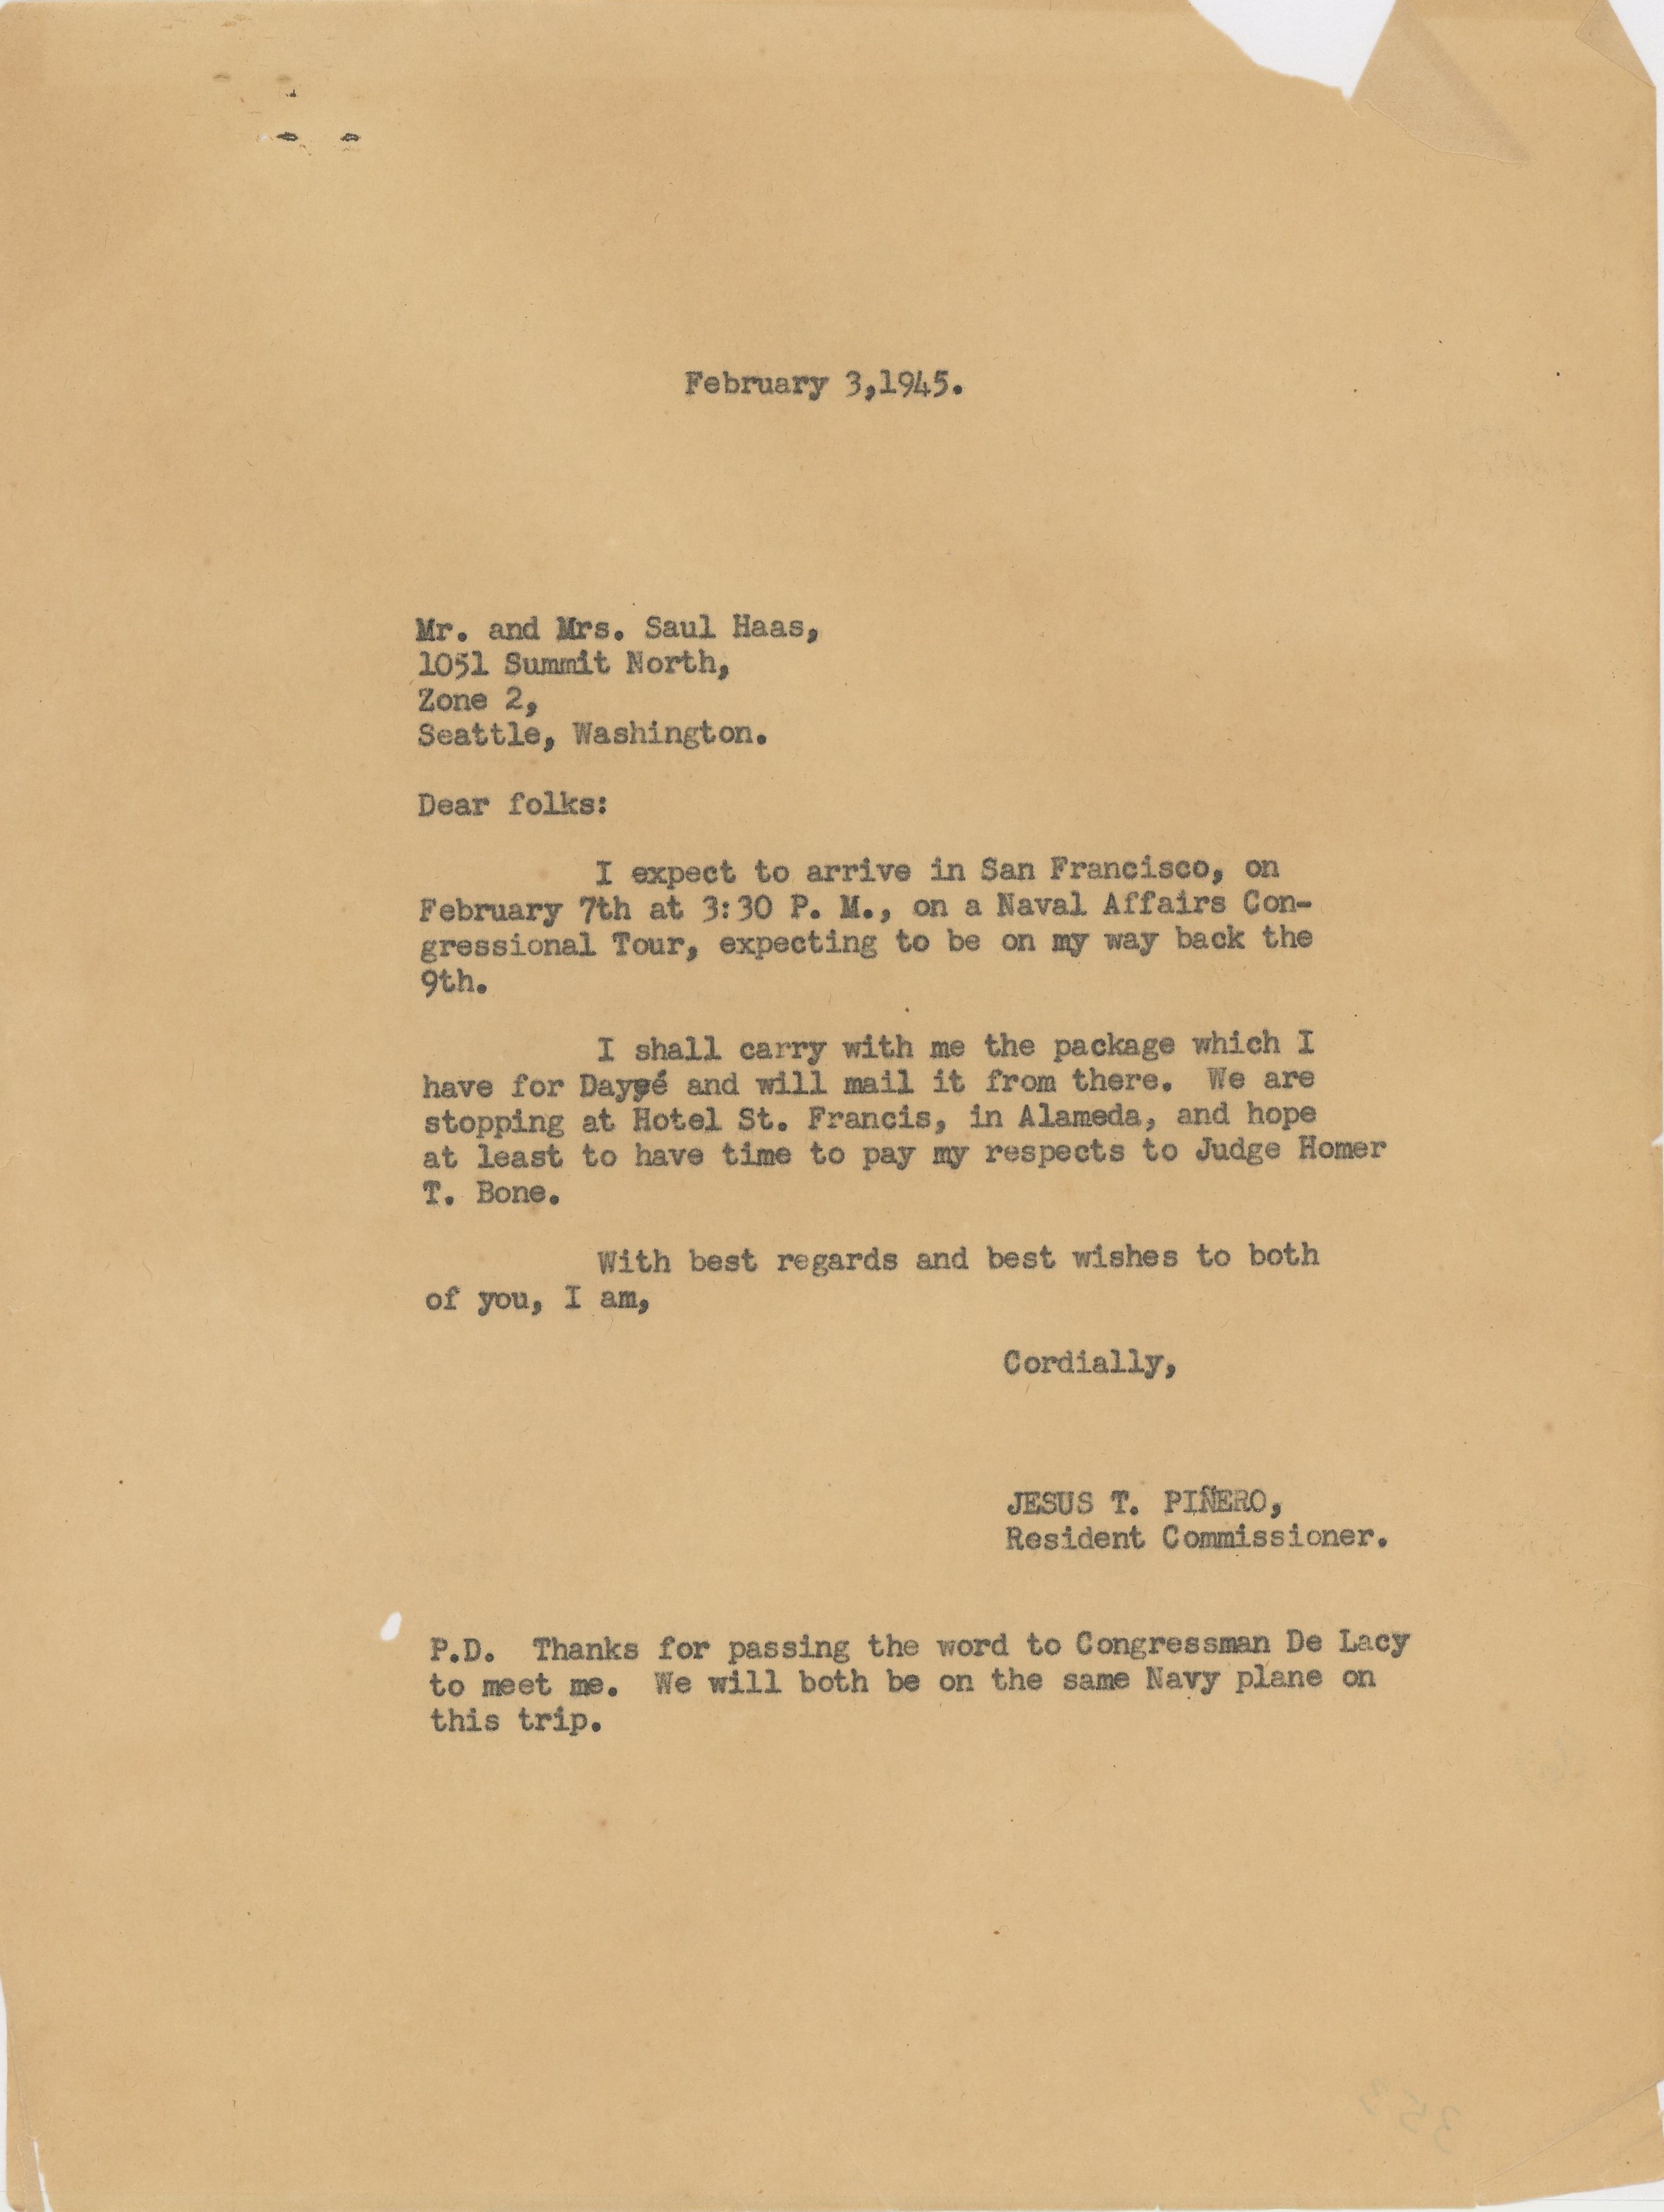 February 3,1945.
Mr. and Mrs. Saul Haas,
1051 Summit North,
Zone 2,
Seattle, Washington.
Dear folks:
I expect to arrive in San Francisco, on
February 7th at 3:30 P. M., on a Naval Affairs Con-
gressional Tour, expecting to be on my way back the
9th.
I shall carry with me the package which I
have for and will mail it from there. We are
stopping at Hotel St. Francis, in Alameda, and hope
at least to have time to pay my respects to Judge Homer
T. Bone.
With best regards and best wishes to both
of you, I am,
Cordially,
JESUS T. PIÑERO,
Resident Commissioner.
P.D. Thanks for passing the word to Congressman De Lacy
to meet me. We will both be on the same Navy plane on
this trip.